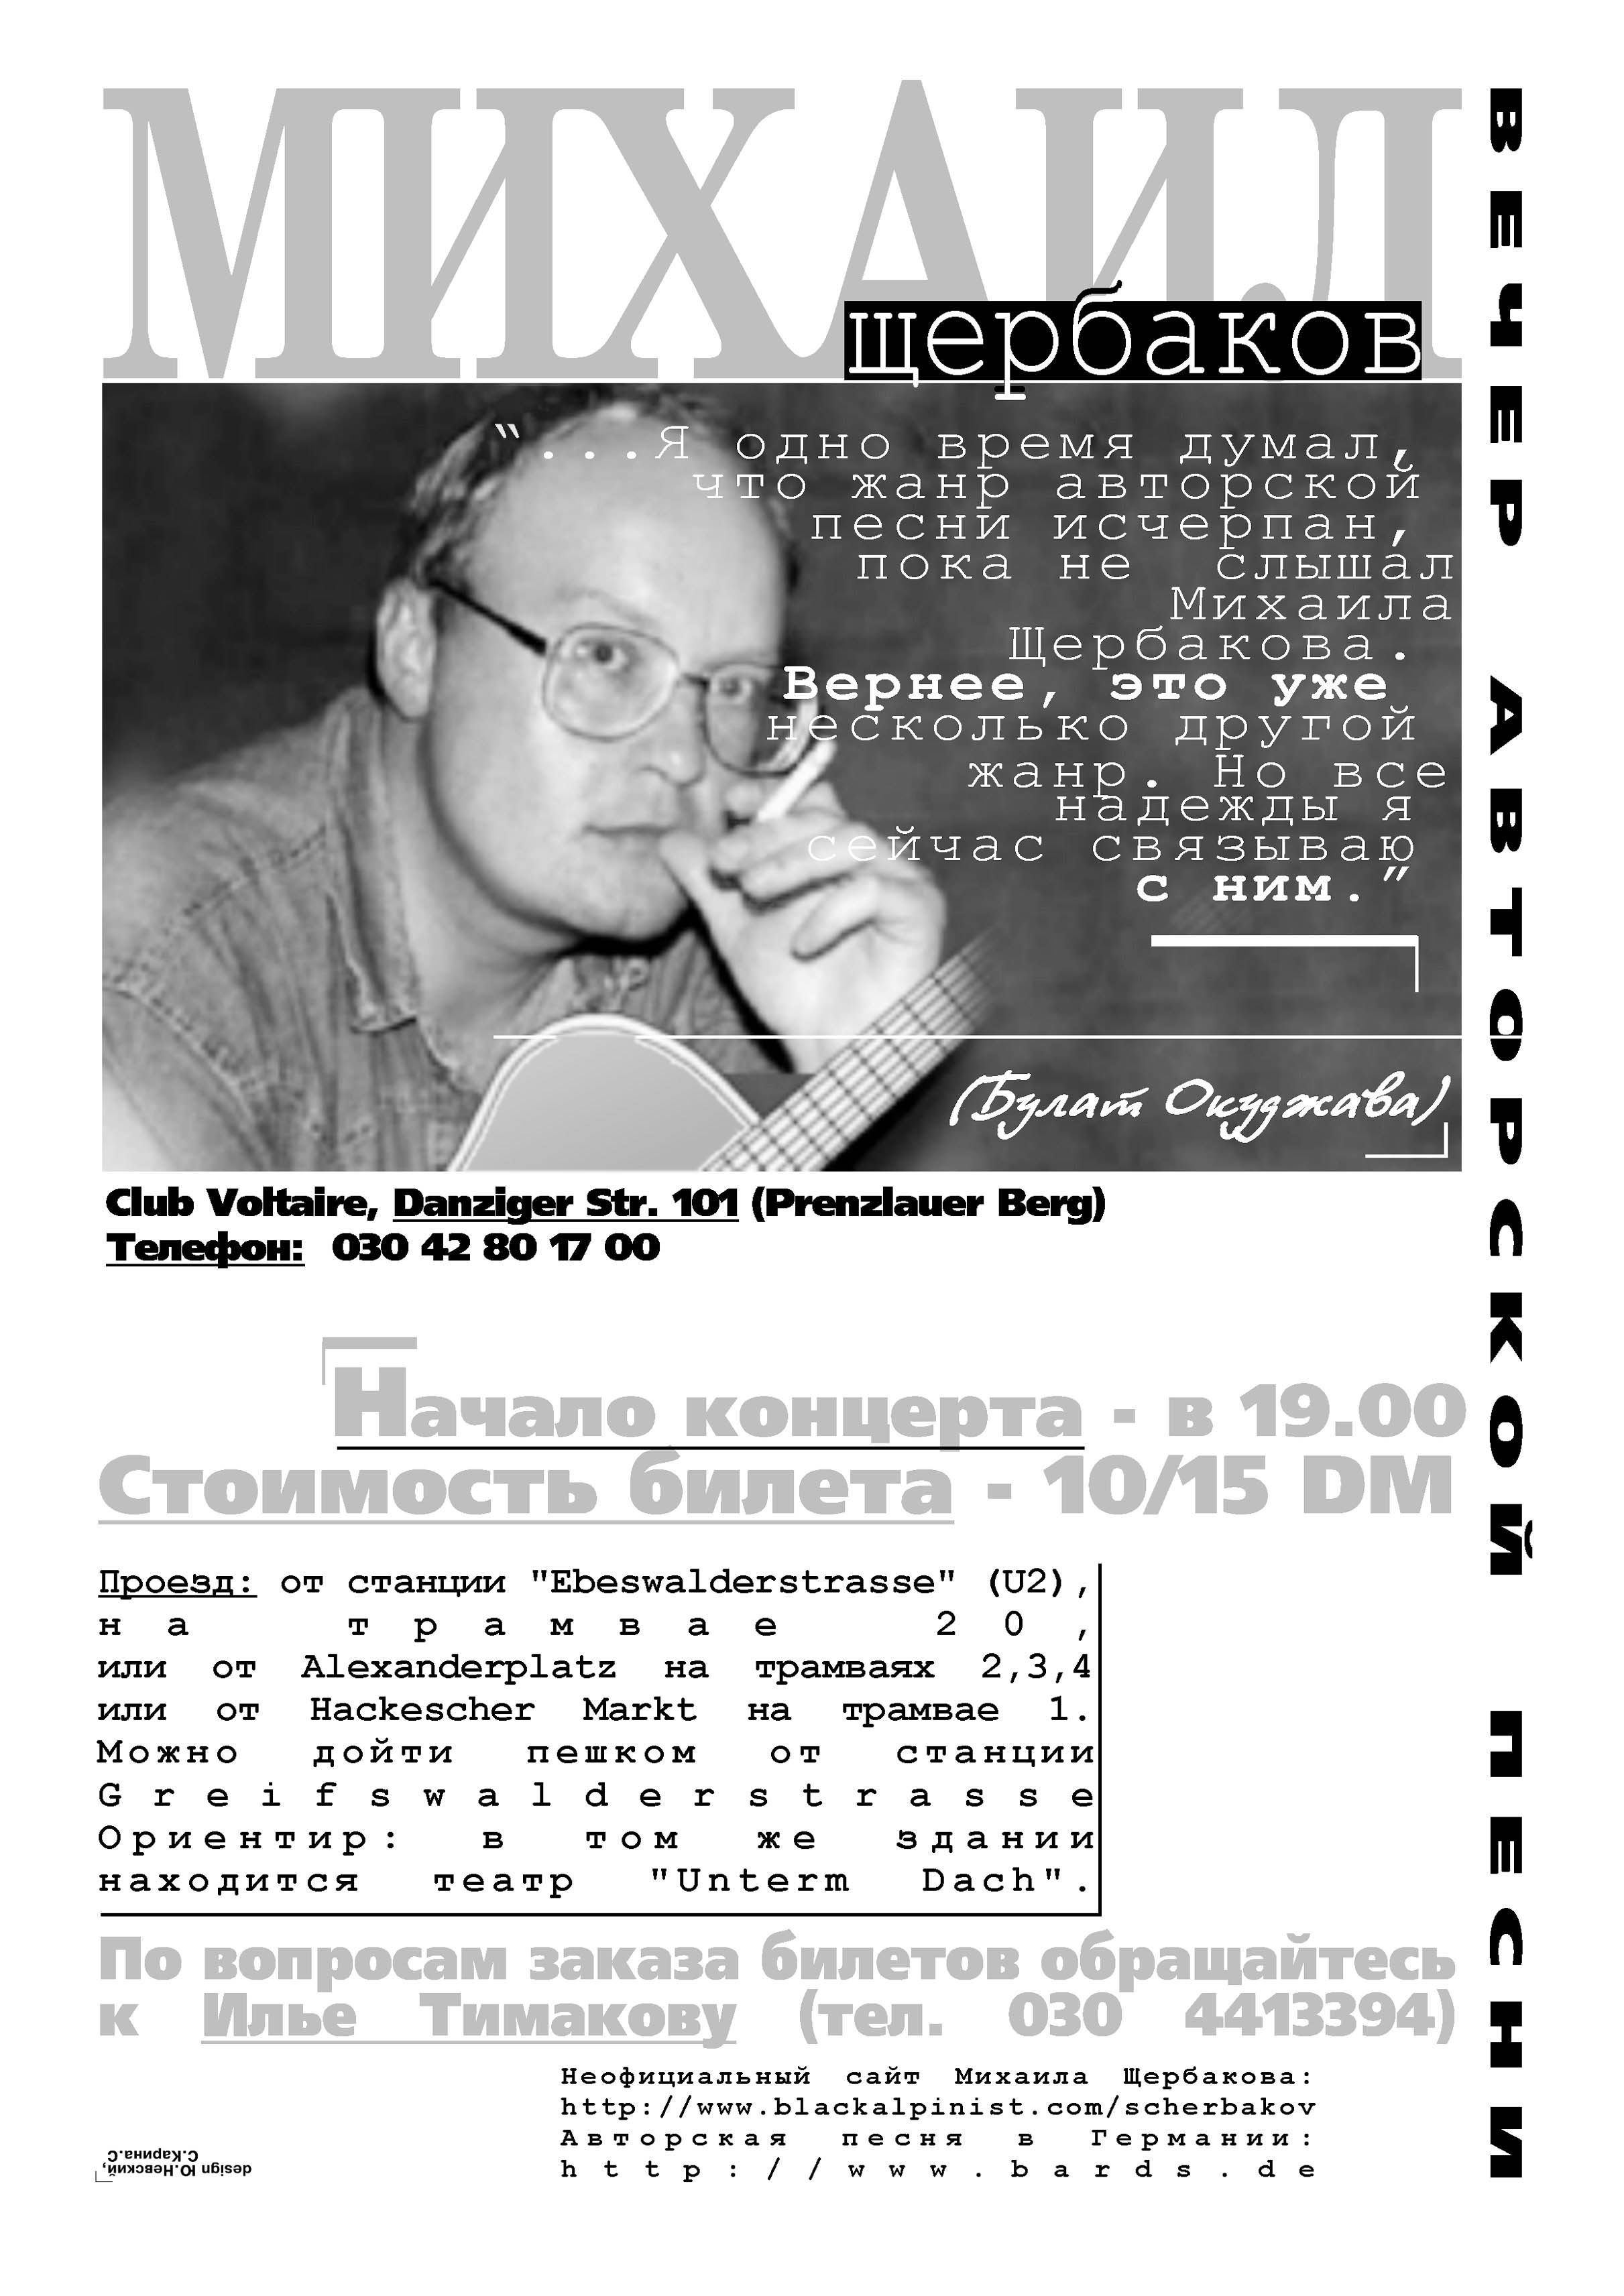 МИХАИЛ
щербаков
ВЕЧЕР АВТОРСКОЙ ПЕСНИ
“...Я одно время думал,
что жанр авторской
песни исчерпан,
пока не слышал
Михаила
Щербакова.
Вернее, это уже
несколько другой
жанр. Но все
надежды я
сейчас связываю
с ним.”
(Булат Окуджава)
Club Voltaire, Danziger Str. 101 (Prenzlauer Berg)
Телефон: 030 42 80 17 00
Начало концерта - в 19.00
Стоимость билета - 10/15 DM
Проезд: от станции "Ebeswalderstrasse" (U2),
на трамвае 20,
или от Alexanderplatz на трамваях 2,3,4
или от Hackescher Markt на трамвае 1.
Можно дойти пешком от станции
Greifswalderstrasse
Ориентир: в том же здании
находится театр "Unterm Dach".
По вопросам заказа билетов обращайтесь
к Илье Тимакову (тел. 030 4413394)
Неофициальный сайт Михаила Щербакова:
http://www.blackalpinist.com/scherbakov
Авторская песня в Германии:
http://www.bards.de
design Ю.Невский,
С.Карина.С